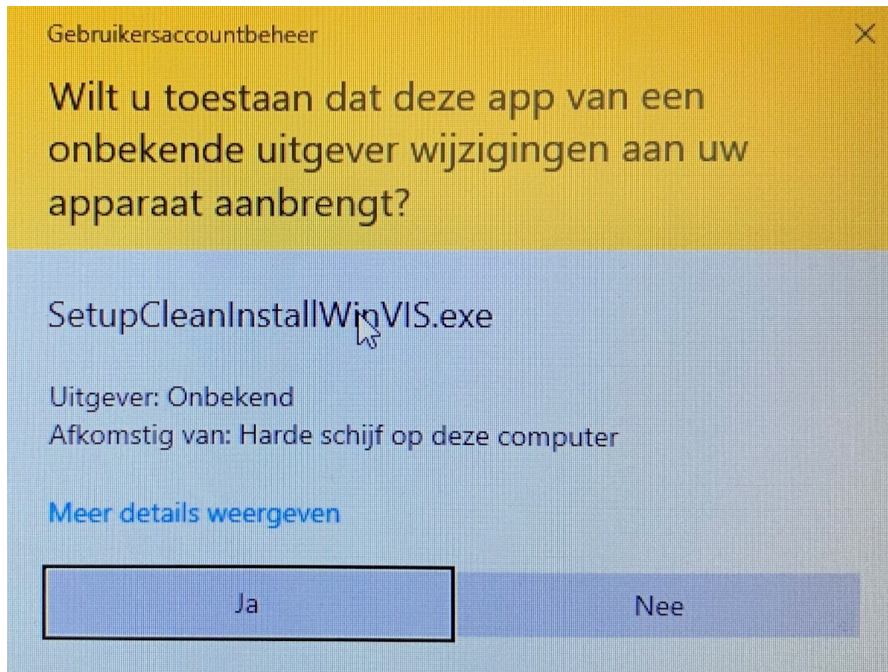 Gebruikersaccountbeheer
Wilt u toestaan dat deze app van een
onbekende uitgever wijzigingen aan uw
apparaat aanbrengt?
SetupCleanInstallWinVIS.exe
Uitgever: Onbekend
Afkomstig van: Harde schijf op deze computer
Meer details weergeven
Ja
Nee